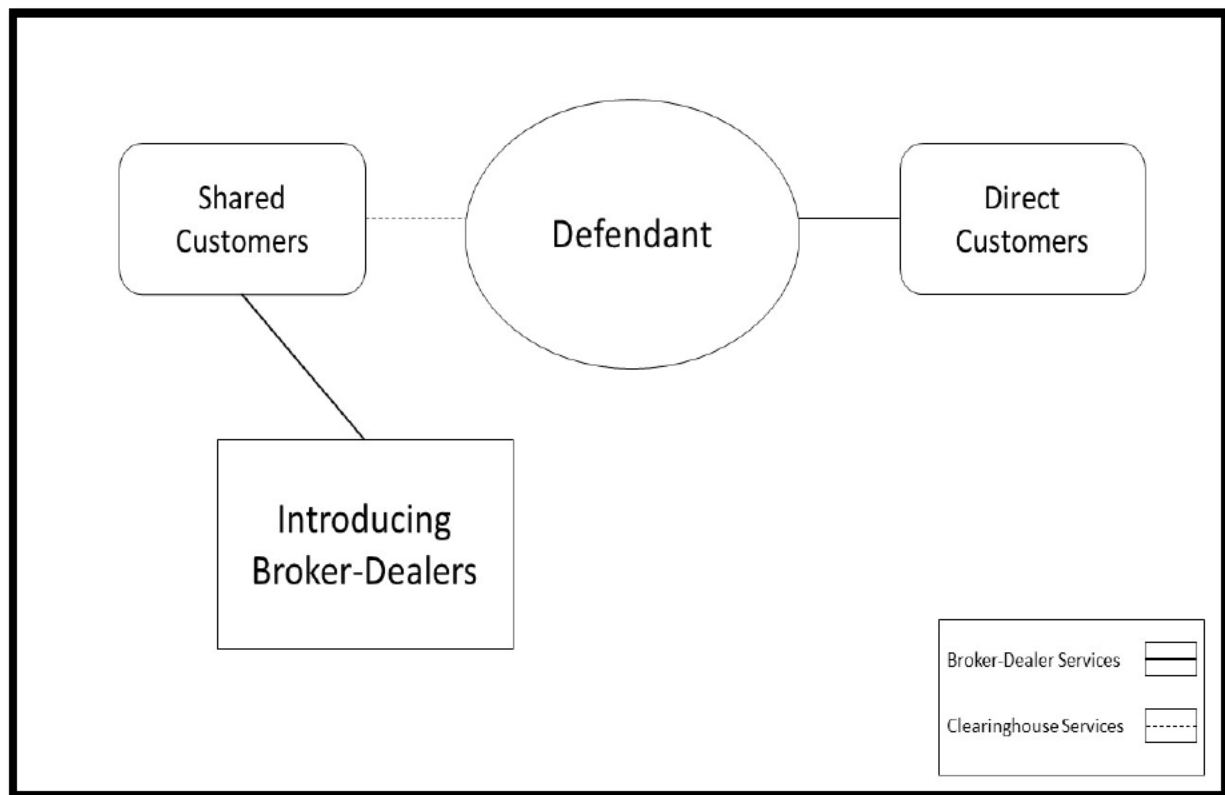 Shared
Customers
Defendant
Direct
Customers
Introducing
Broker-Dealers
Broker-Dealer Services
Clearinghouse Services